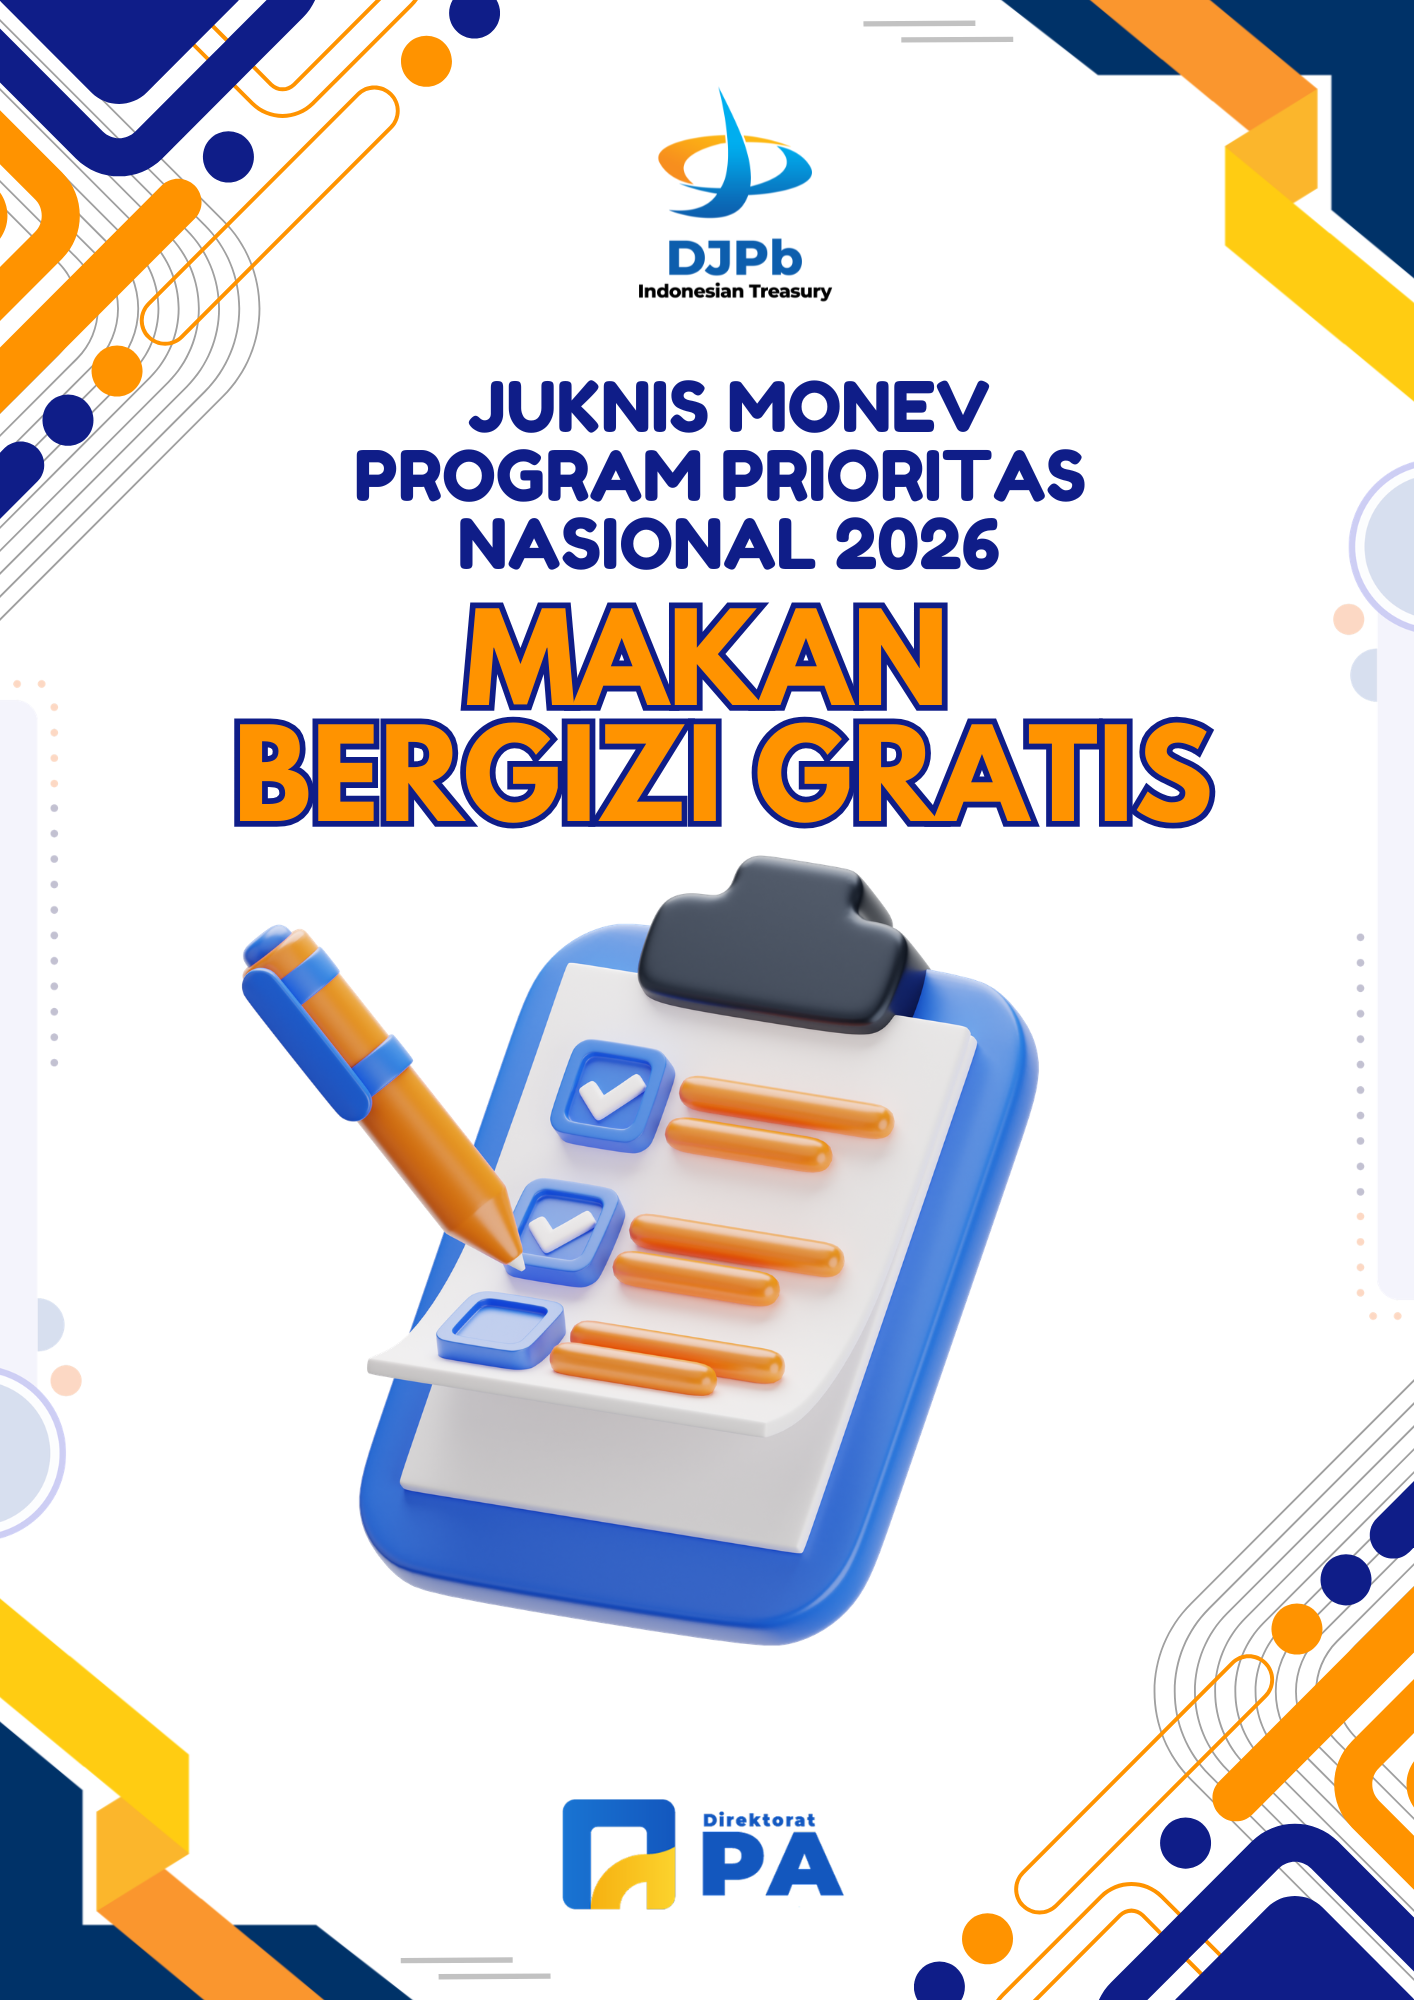 DJPb
Indonesian Treasury
JUKNIS MONEV
PROGRAM PRIORITAS
NASIONAL 2026
MAKAN
BERGIZI GRATIS
Direktorat
PA